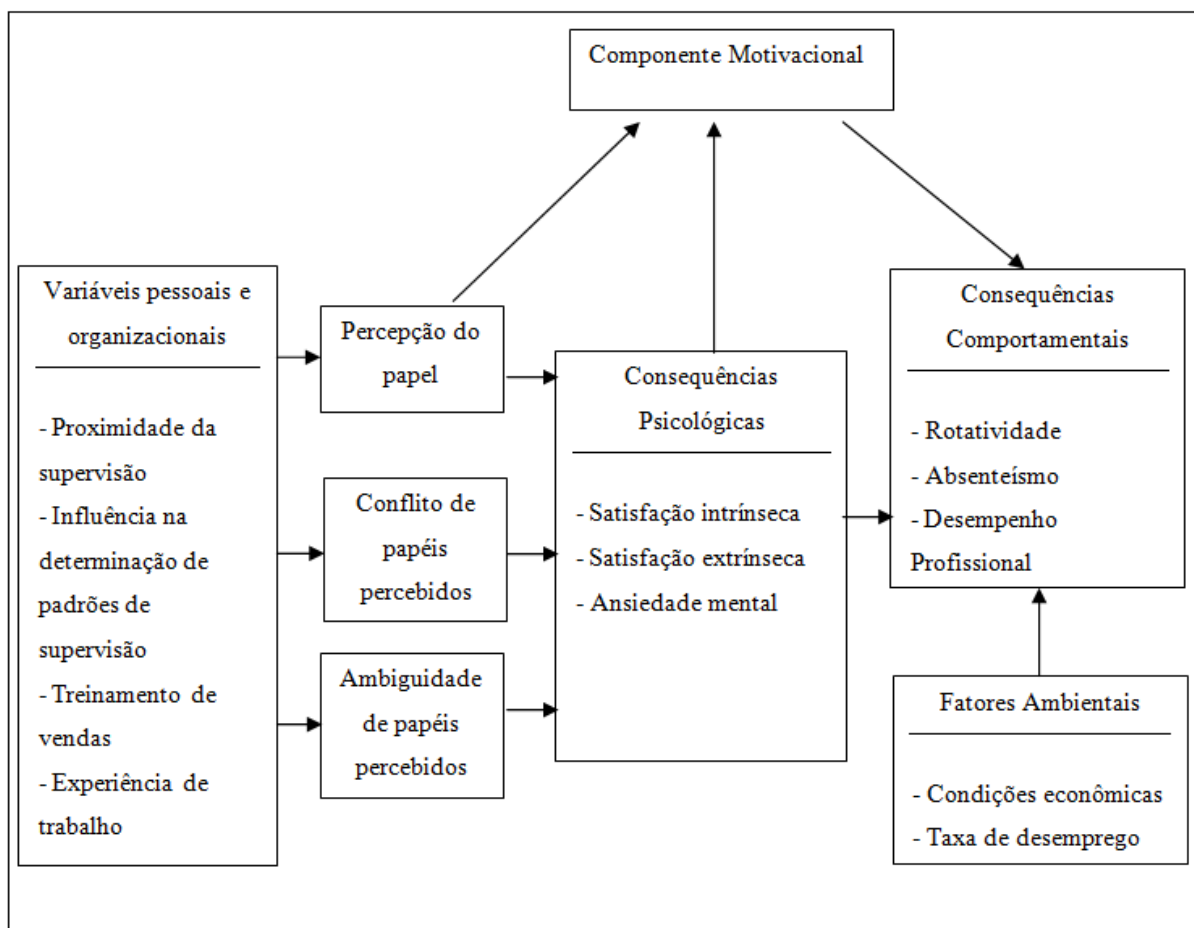 Componente Motivacional
Variáveis pessoais e
organizacionais
- Proximidade da
supervisão
- Influência na
determinação de
padrões de
supervisão
- Treinamento de
vendas
- Experiência de
trabalho
Percepção do
papel
Conflito de
papéis
percebidos
Ambiguidade
de papéis
percebidos
Consequências
Psicológicas
- Satisfação intrínseca
- Satisfação extrínseca
- Ansiedade mental
Consequências
Comportamentais
- Rotatividade
- Absenteísmo
- Desempenho
Profissional
Fatores Ambientais
- Condições econômicas
- Taxa de desemprego